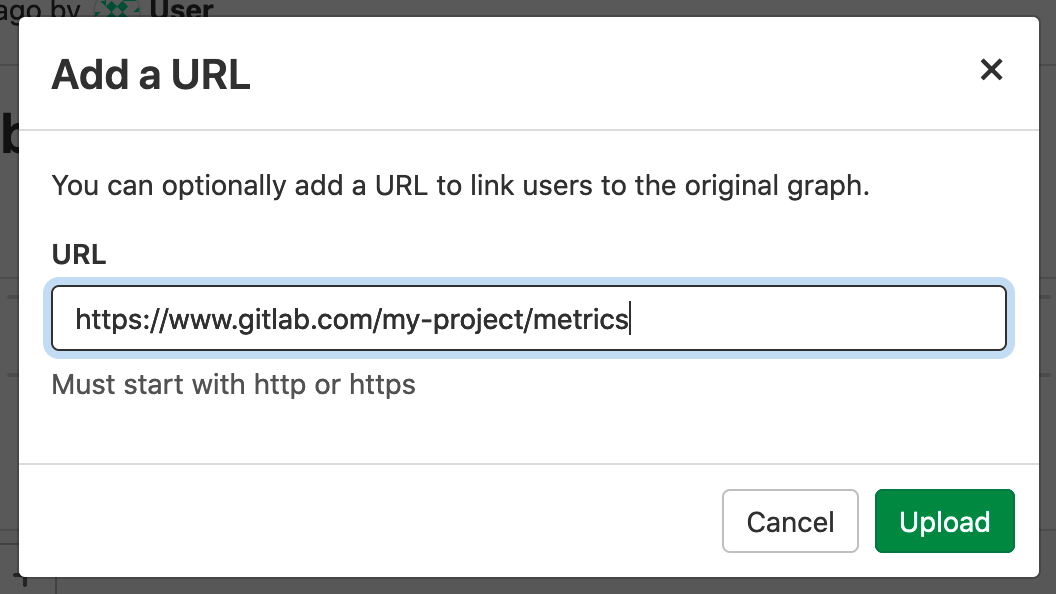 ago by User
Add a URL
You can optionally add a URL to link users to the original graph.
URL
https://www.gitlab.com/my-project/metrics
Must start with http or https
Cancel
Upload